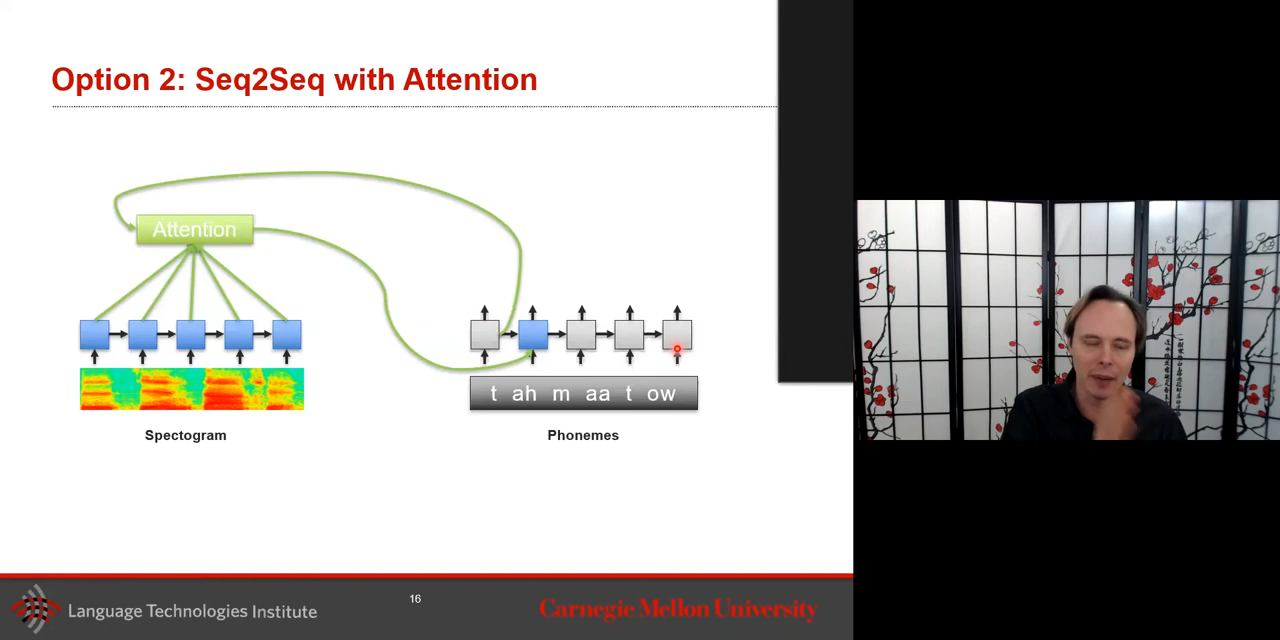 Option 2: Seq2Seq with Attention
Attention
t ah m aa t ow
Spectogram
Phonemes
16
Language Technologies Institute
Carnegie Mellon University